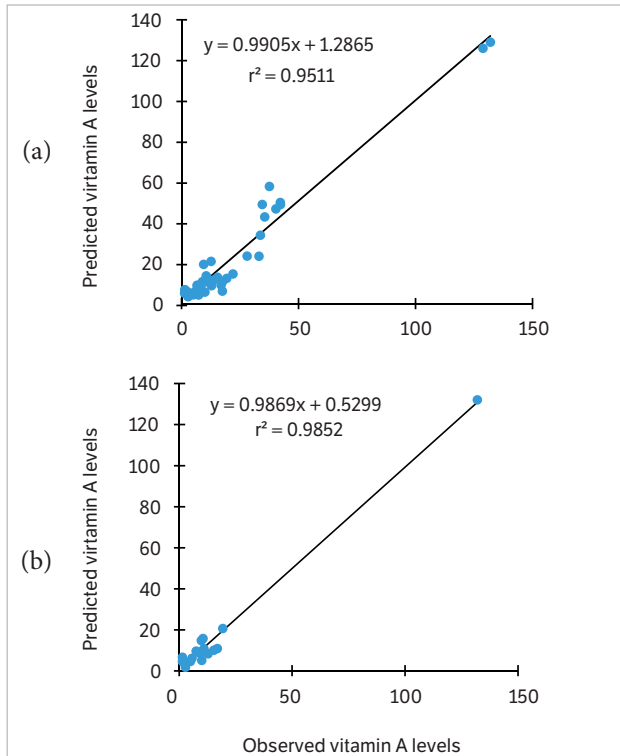 (a)
Predicted virtamin A levels
140
120
100
80
60
40
20
0
y = 0.9905x + 1.2865
r² = 0.9511
0 50 100 150
(b)
Predicted virtamin A levels
140
120
100
80
60
40
20
0
y = 0.9869x + 0.5299
r² = 0.9852
0 50 100 150
Observed vitamin A levels